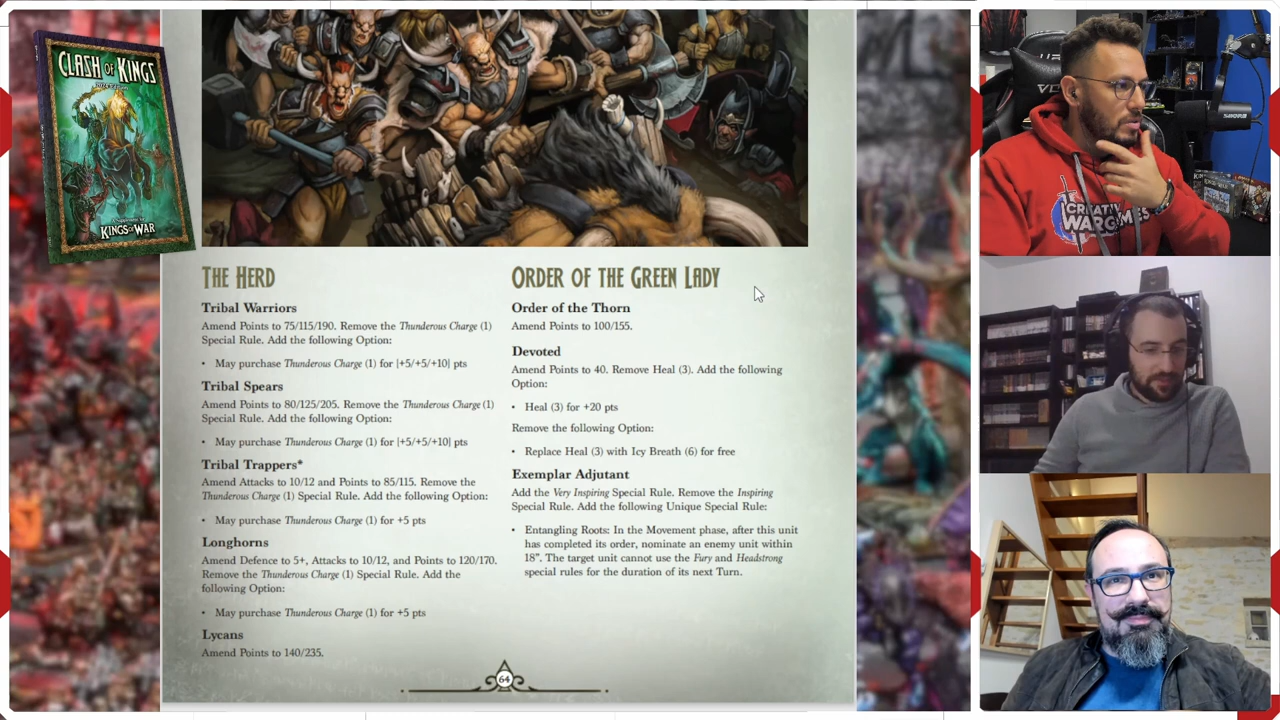 CLASH OF KINGS
KINGS OF WAR
THE HERD
Tribal Warriors
Amend Points to 75/115/190. Remove the Thunderous Charge (1)
Special Rule. Add the following Option:
• May purchase Thunderous Charge (1) for |+5/+5/+10| pts
Tribal Spears
Amend Points to 80/125/205. Remove the Thunderous Charge (1)
Special Rule. Add the following Option:
• May purchase Thunderous Charge (1) for |+5/+5/+10| pts
Tribal Trappers*
Amend Attacks to 10/12 and Points to 85/115. Remove the
Thunderous Charge (1) Special Rule. Add the following Option:
• May purchase Thunderous Charge (1) for +5 pts
Longhorns
Amend Defence to 5+, Attacks to 10/12, and Points to 120/170.
Remove the Thunderous Charge (1) Special Rule. Add the
following Option:
• May purchase Thunderous Charge (1) for +5 pts
Lycans
Amend Points to 140/235.
ORDER OF THE GREEN LADY
Order of the Thorn
Amend Points to 100/155.
Devoted
Amend Points to 40. Remove Heal (3). Add the following
Option:
• Heal (3) for +20 pts
Remove the following Option:
• Replace Heal (3) with Icy Breath (6) for free
Exemplar Adjutant
Add the Very Inspiring Special Rule. Remove the Inspiring
Special Rule. Add the following Unique Special Rule:
• Entangling Roots: In the Movement phase, after this unit
has completed its order, nominate an enemy unit within
18”. The target unit cannot use the Fury and Headstrong
special rules for the duration of its next Turn.
64
SHURE